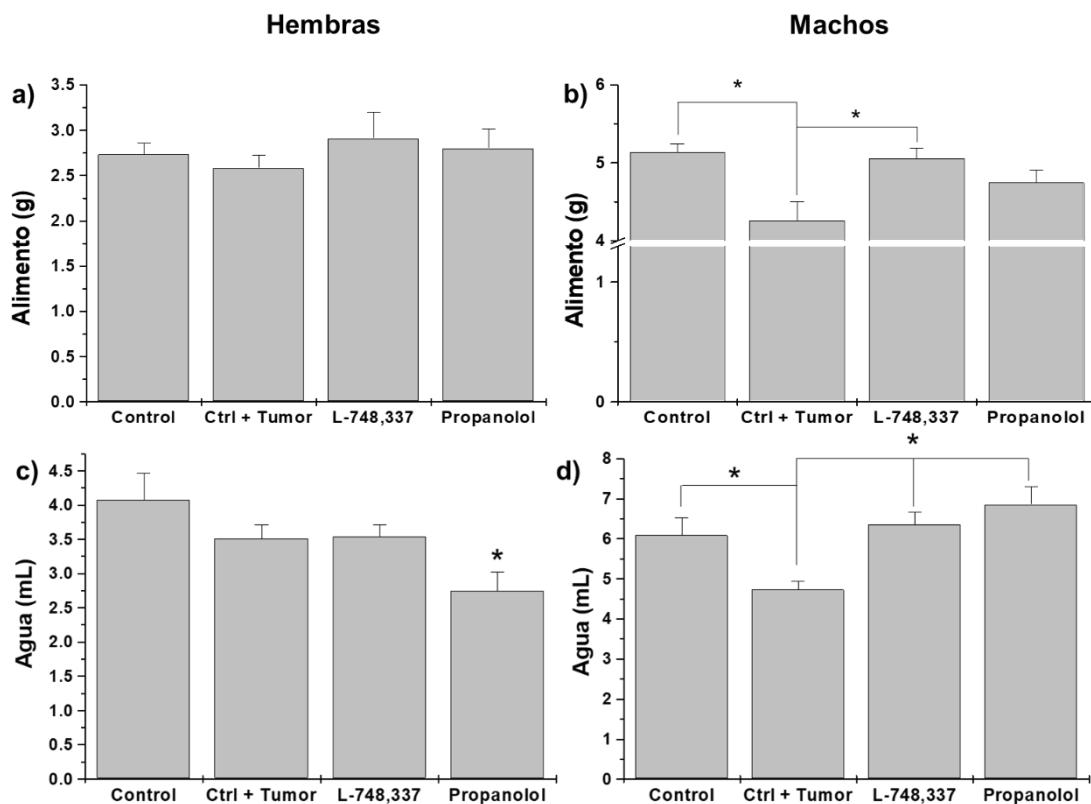 Hembras
Machos
a)
3.5
3.0
2.5
2.0
1.5
1.0
0.5
0.0
Alimento (g)
Control
Ctrl + Tumor
L-748,337
Propanolol
b)
6
5
4
1
0
Alimento (g)
*
*
Control
Ctrl + Tumor
L-748,337
Propanolol
c)
4.5
4.0
3.5
3.0
2.5
2.0
1.5
1.0
0.5
0.0
Agua (mL)
*
Control
Ctrl + Tumor
L-748,337
Propanolol
d)
8
7
6
5
4
3
2
1
0
Agua (mL)
*
*
Control
Ctrl + Tumor
L-748,337
Propanolol